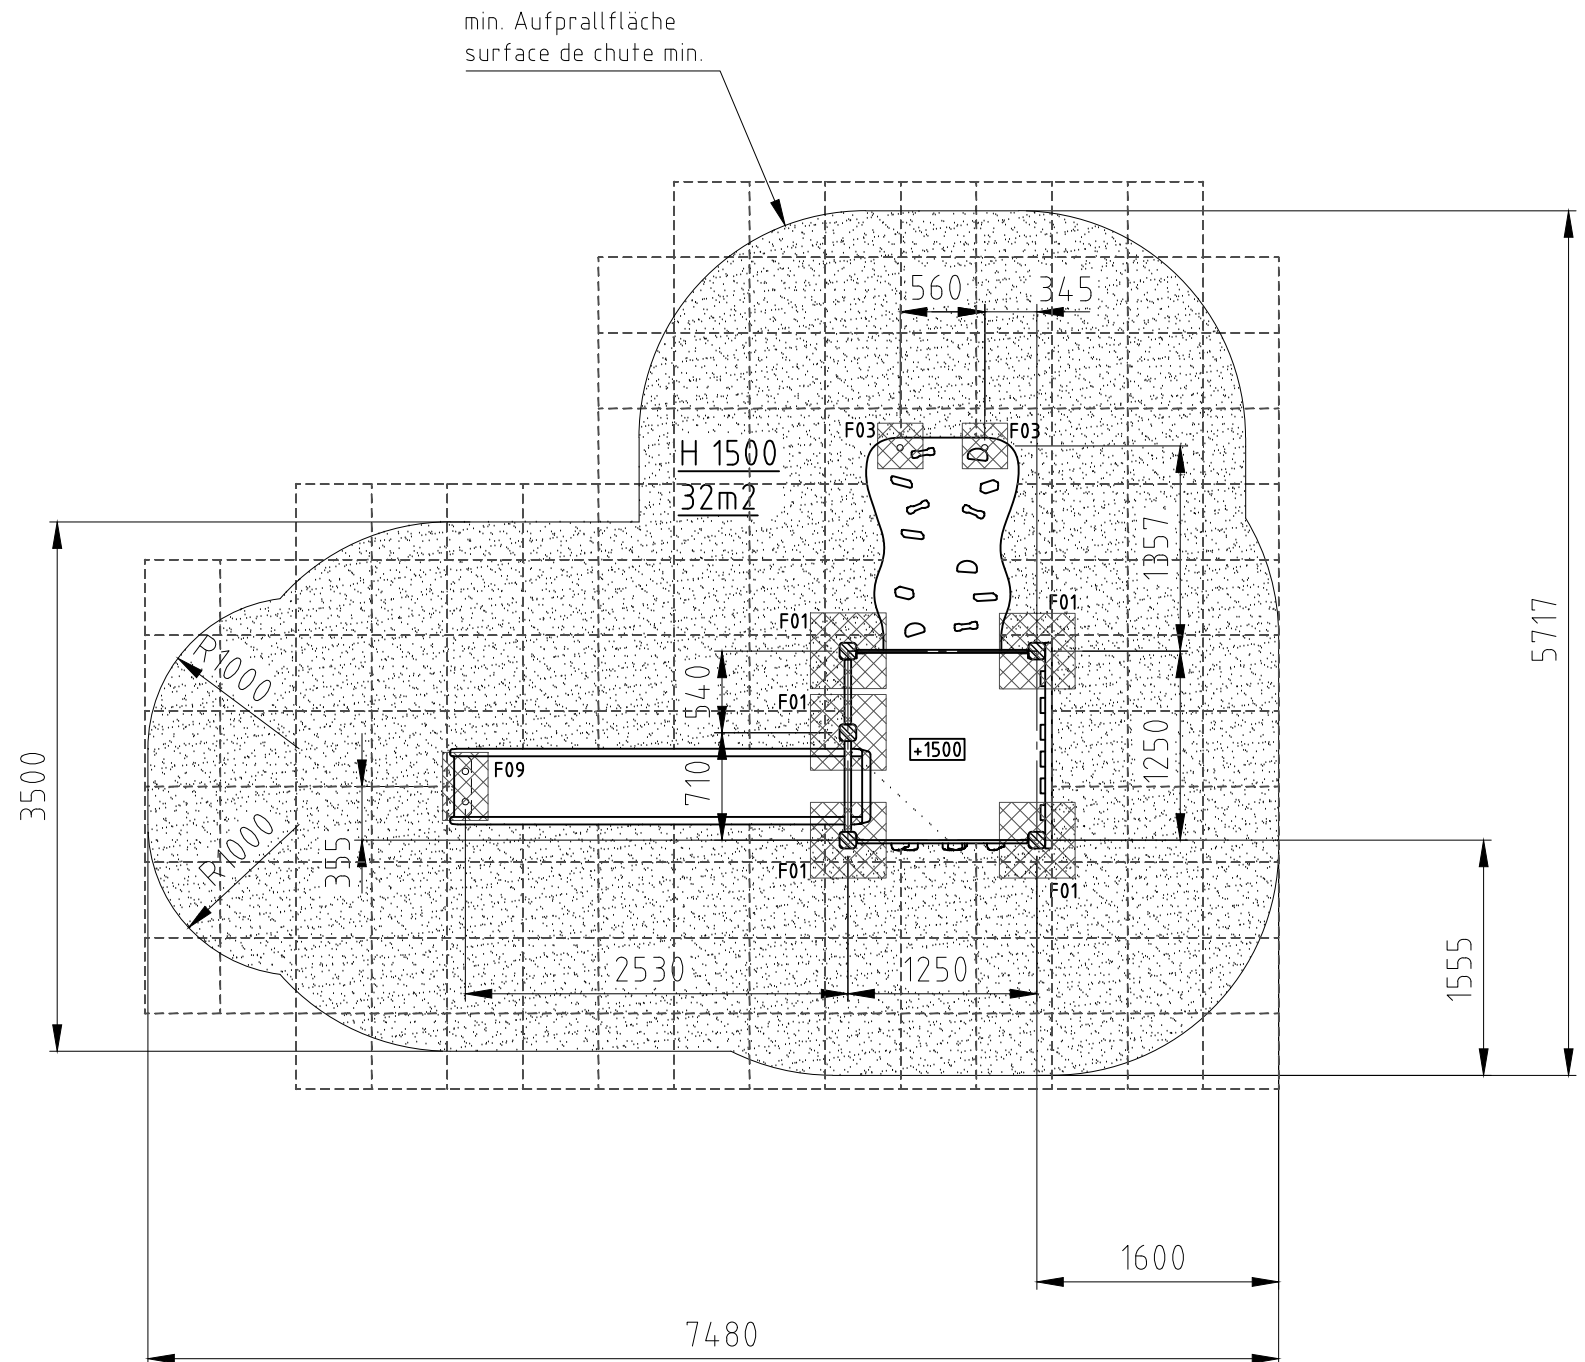 min. Aufprallfläche
surface de chute min.
560
345
F03
F03
H 1500
32m2
1357
5717
F01
F01
R1000
540
F01
+1500
1250
3500
F09
710
R1000
355
F01
F01
2530
1250
1555
1600
7480